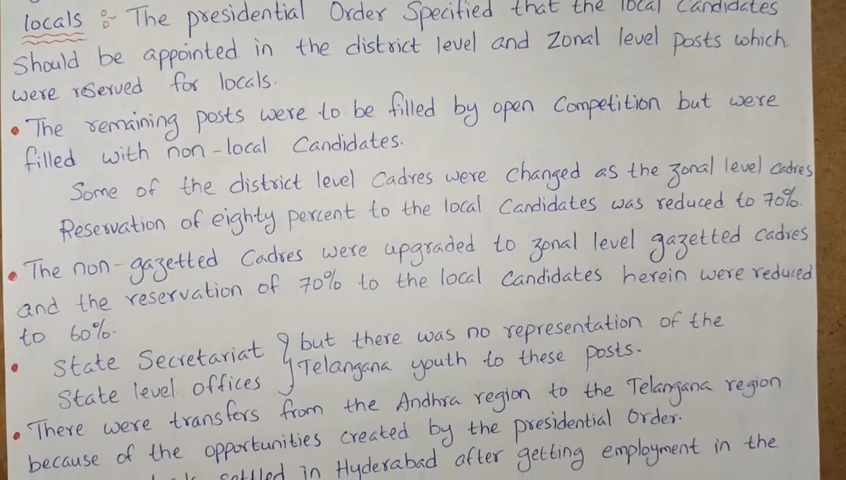 locals :- The presidential Order Specified that the local Candidates
Should be appointed in the district level and Zonal level posts which
were reserved for locals.
• The remaining posts were to be filled by open Competition but were
filled with non-local Candidates.
Some of the district level Cadres were changed as the zonal level cadres
Reservation of eighty percent to the local Candidates was reduced to 70%.
• The non-gazetted Cadres were upgraded to zonal level gazetted cadres
and the reservation of 70% to the local Candidates herein were reduced
to 60%.
• State Secretariat } but there was no representation of the
State level offices } Telangana youth to these posts.
• There were transfers from the Andhra region to the Telangana region
because of the opportunities created by the presidential Order.
settled in Hyderabad after getting employment in the